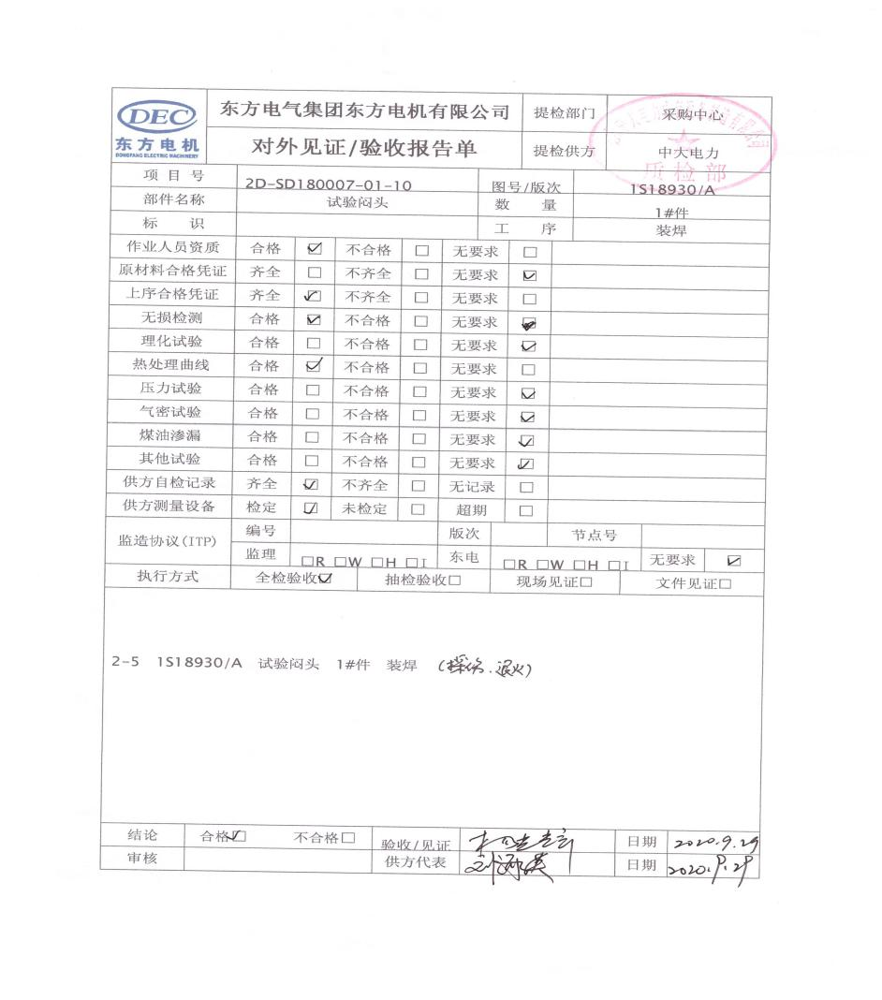 DEC
东方电机
DONGFANG ELECTRIC MACHINERY
东方电气集团东方电机有限公司 提检部门 采购中心
对外见证/验收报告单 提检供方 中大电力
质检部
项目号 2D-SD180007-01-10 图号/版次 1S18930/A
部件名称 试验闷头 数量 1#件
标识 工序 装焊
作业人员资质 合格 ☑ 不合格 □ 无要求 □
原材料合格凭证 齐全 □ 不齐全 □ 无要求 ☑
上序合格凭证 齐全 ☑ 不齐全 □ 无要求 □
无损检测 合格 ☑ 不合格 □ 无要求 ☑
理化试验 合格 □ 不合格 □ 无要求 ☑
热处理曲线 合格 ☑ 不合格 □ 无要求 □
压力试验 合格 □ 不合格 □ 无要求 ☑
气密试验 合格 □ 不合格 □ 无要求 ☑
煤油渗漏 合格 □ 不合格 □ 无要求 ☑
其他试验 合格 □ 不合格 □ 无要求 ☑
供方自检记录 齐全 ☑ 不齐全 □ 无记录 □
供方测量设备 检定 ☑ 未检定 □ 超期 □
监造协议(ITP) 编号 版次 节点号
监理 □R □W □H □I 东电 □R □W □H □I 无要求 ☑
执行方式 全检验收☑ 抽检验收□ 现场见证□ 文件见证□
2-5 1S18930/A 试验闷头 1#件 装焊 (探伤、退火)
结论 合格☑ 不合格□ 验收/见证 日期 2020.9.29
审核 供方代表 日期 2020.9.29